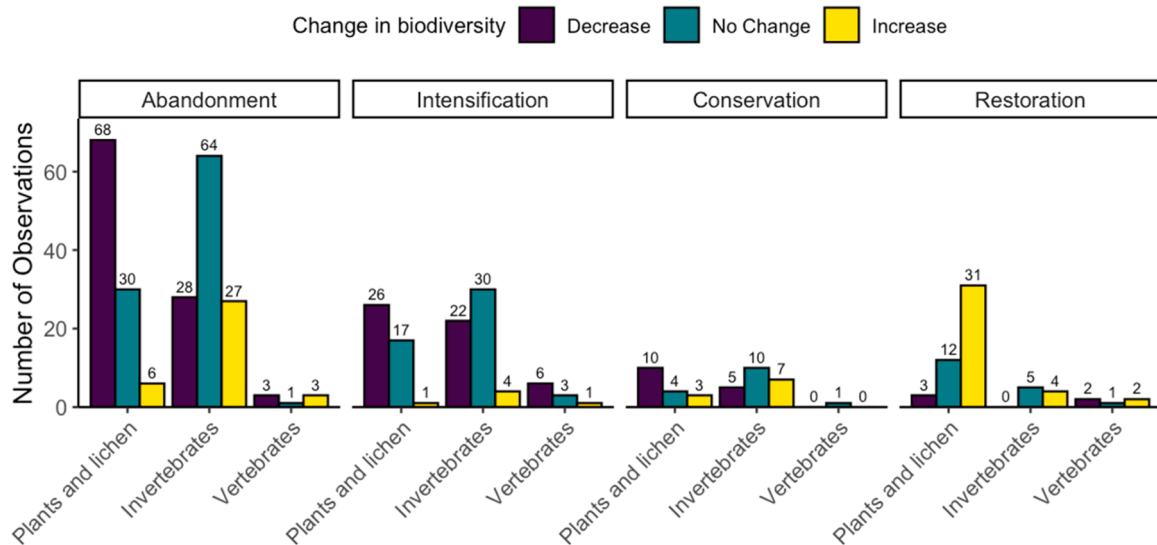 Change in biodiversity Decrease No Change Increase
Abandonment Intensification Conservation Restoration
Number of Observations
60
40
20
0
68 30 6 28 64 27 3 1 3
26 17 1 22 30 4 6 3 1
10 4 3 5 10 7 0 1 0
3 12 31 0 5 4 2 1 2
Plants and lichen Invertebrates Vertebrates Plants and lichen Invertebrates Vertebrates Plants and lichen Invertebrates Vertebrates Plants and lichen Invertebrates Vertebrates